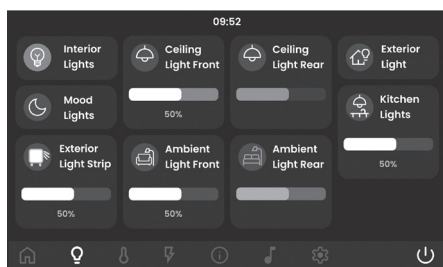 09:52
Interior
Lights
Ceiling
Light Front
50%
Ceiling
Light Rear
Exterior
Light
Mood
Lights
Kitchen
Lights
50%
Exterior
Light Strip
50%
Ambient
Light Front
50%
Ambient
Light Rear